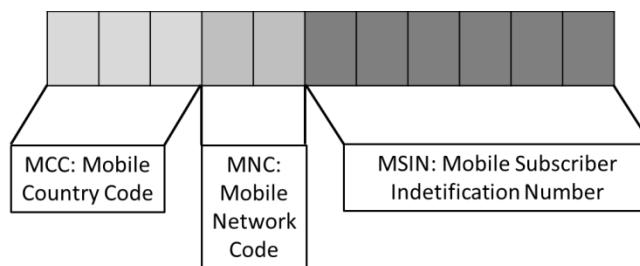 MCC: Mobile
Country Code
MNC:
Mobile
Network
Code
MSIN: Mobile Subscriber
Indetification Number